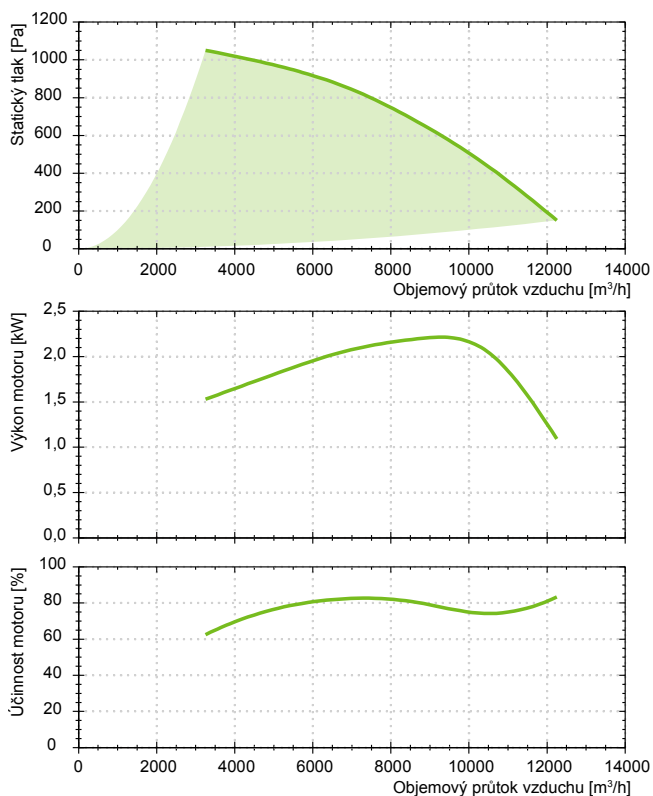 Statický tlak [Pa]
1200
1000
800
600
400
200
0
0 2000 4000 6000 8000 10000 12000 14000
Objemový průtok vzduchu [m³/h]
Výkon motoru [kW]
2,5
2,0
1,5
1,0
0,5
0,0
Účinnost motoru [%]
100
80
60
40
20
0
0 2000 4000 6000 8000 10000 12000 14000
Objemový průtok vzduchu [m³/h]